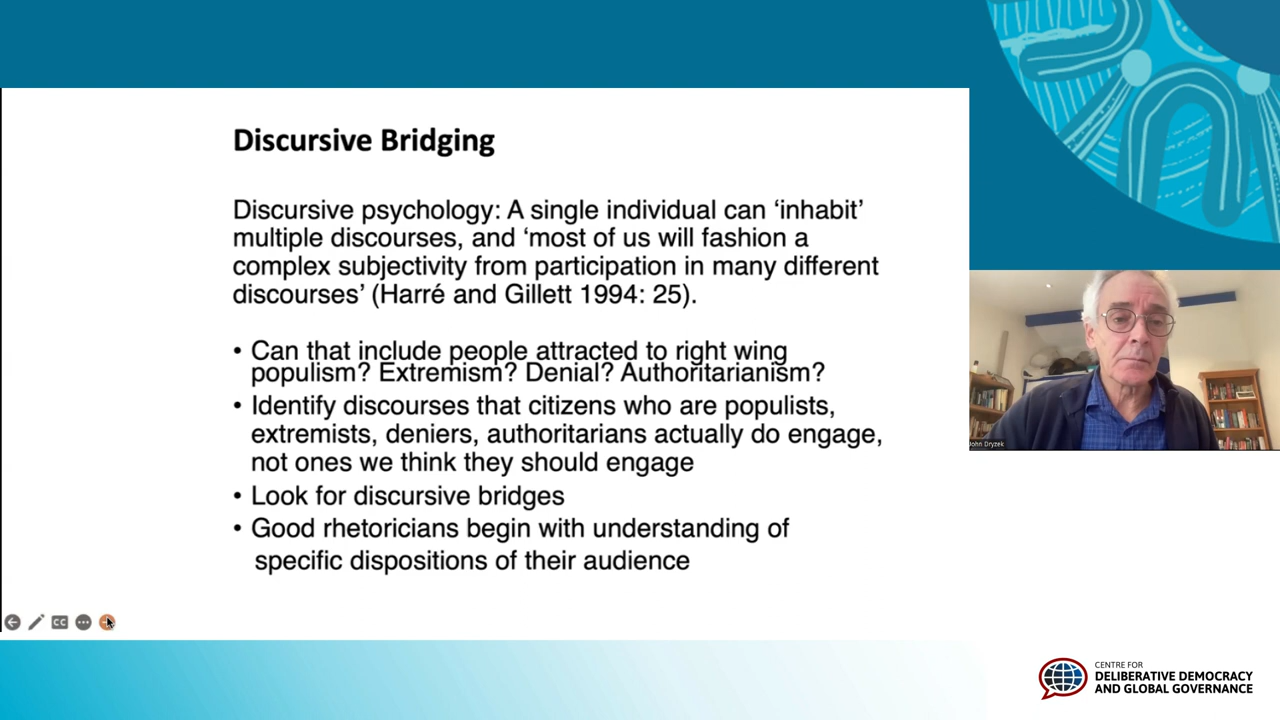 Discursive Bridging
Discursive psychology: A single individual can ‘inhabit’
multiple discourses, and ‘most of us will fashion a
complex subjectivity from participation in many different
discourses’ (Harré and Gillett 1994: 25).
• Can that include people attracted to right wing
populism? Extremism? Denial? Authoritarianism?
• Identify discourses that citizens who are populists,
extremists, deniers, authoritarians actually do engage,
not ones we think they should engage
• Look for discursive bridges
• Good rhetoricians begin with understanding of
specific dispositions of their audience
John Dryzek
CC
CENTRE FOR
DELIBERATIVE DEMOCRACY
AND GLOBAL GOVERNANCE